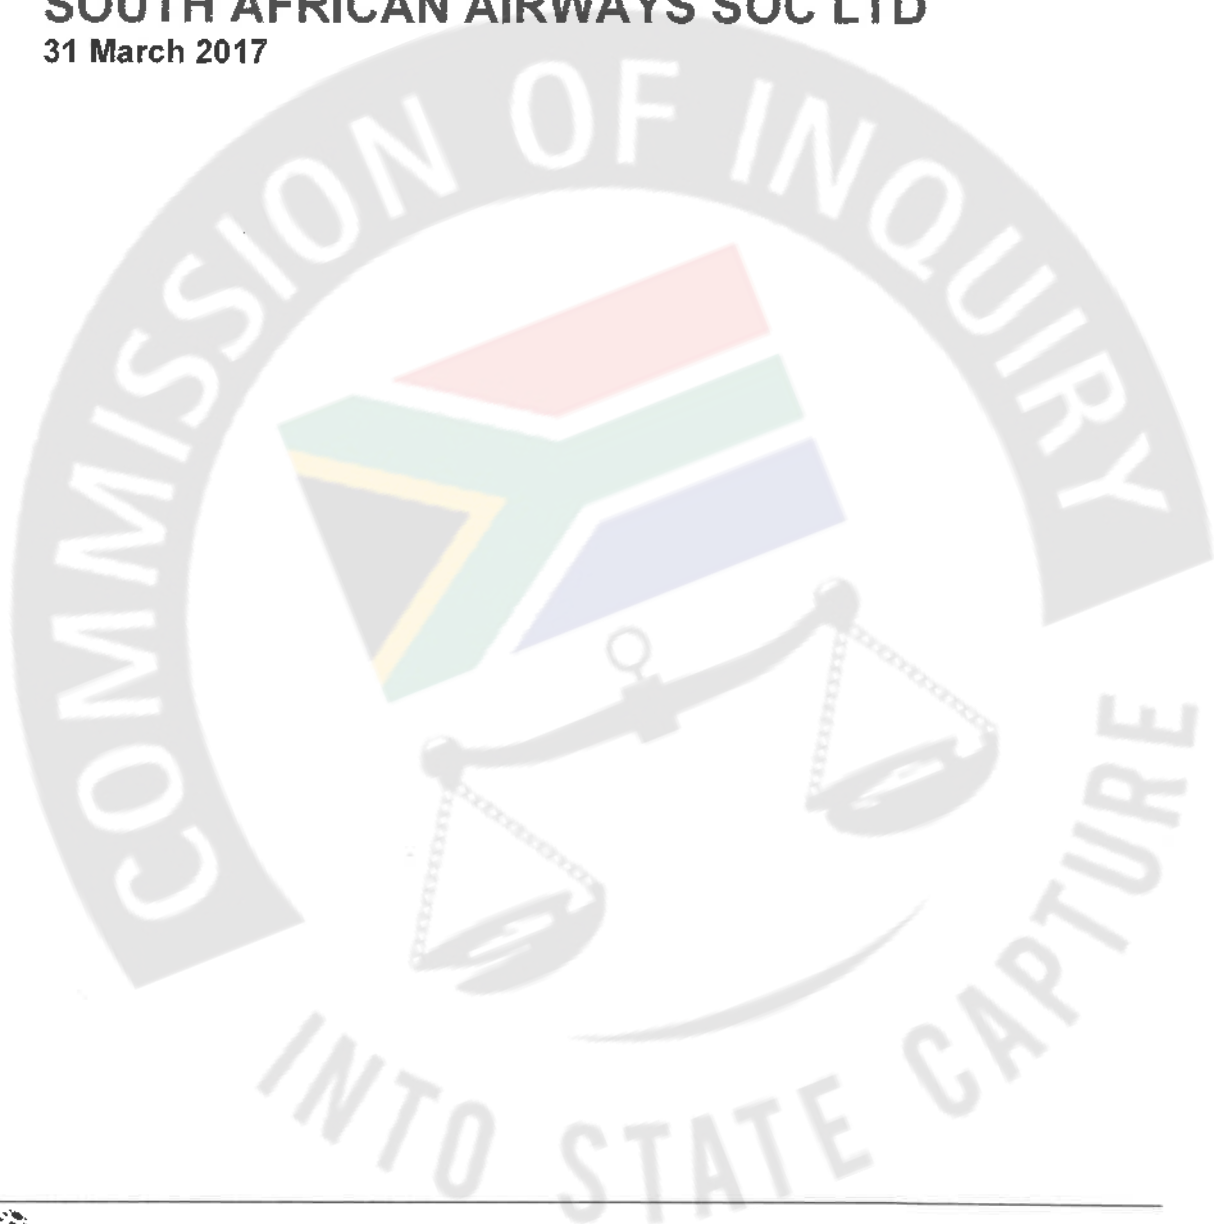 SOUTH AFRICAN AIRWAYS SOC LTD
31 March 2017
COMMISSION OF INQUIRY
INTO STATE CAPTURE